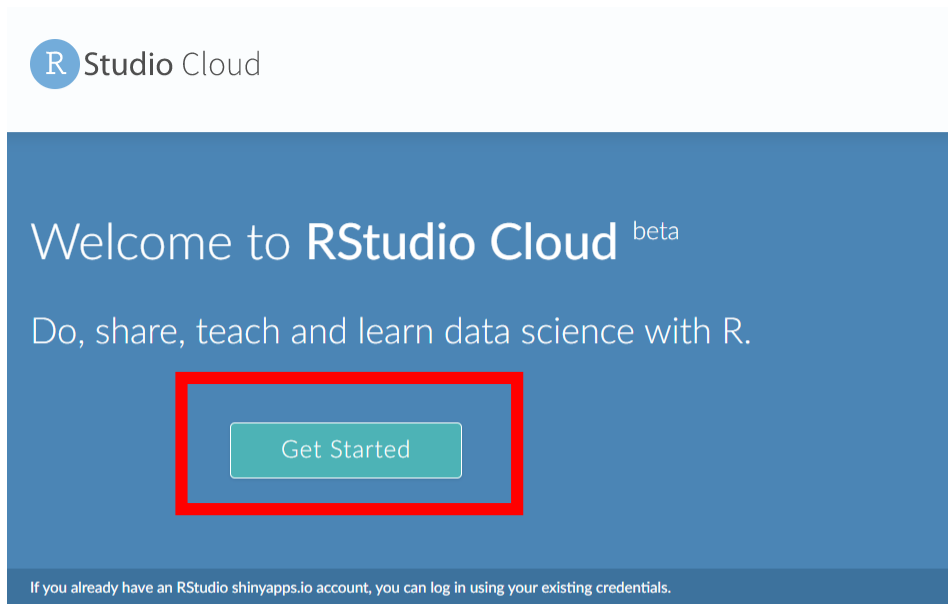 R Studio Cloud
Welcome to RStudio Cloud beta
Do, share, teach and learn data science with R.
Get Started
If you already have an RStudio shinyapps.io account, you can log in using your existing credentials.